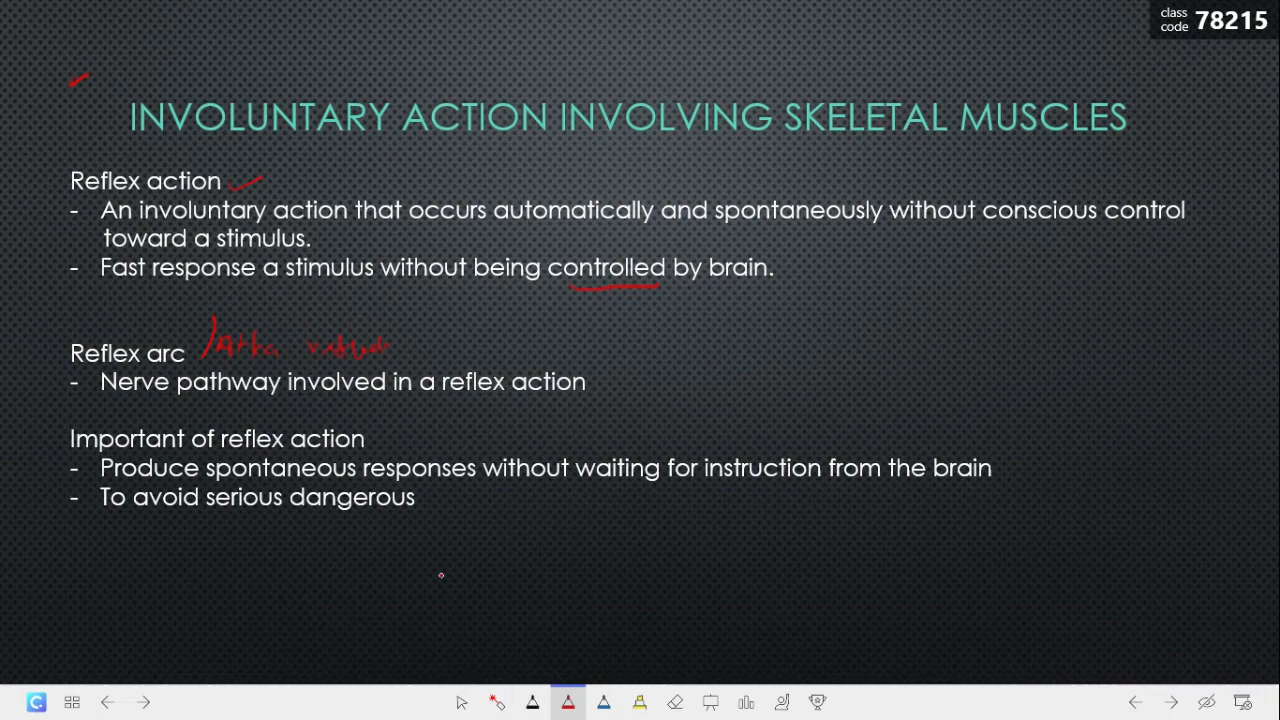 class
code 78215
INVOLUNTARY ACTION INVOLVING SKELETAL MUSCLES
Reflex action
- An involuntary action that occurs automatically and spontaneously without conscious control
toward a stimulus.
- Fast response a stimulus without being controlled by brain.
Reflex arc
- Nerve pathway involved in a reflex action
Important of reflex action
- Produce spontaneous responses without waiting for instruction from the brain
- To avoid serious dangerous